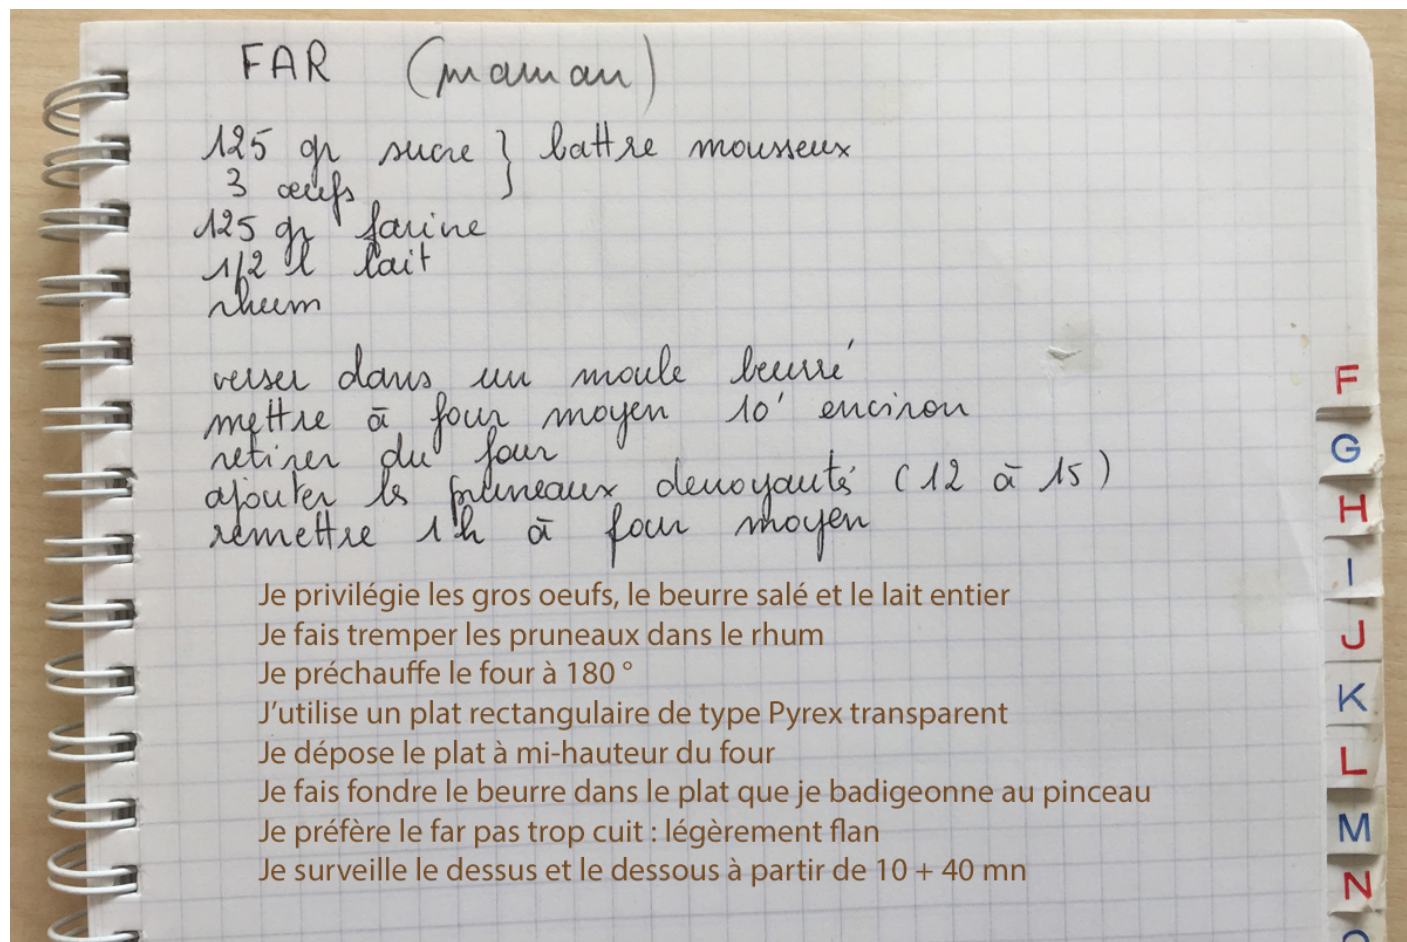 FAR (maman)
125 gr sucre } battre mousseux
3 œufs
125 gr farine
1/2 l lait
rhum
verser dans un moule beurré
mettre à four moyen 10' environ
retirer du four
ajouter les pruneaux denoyautés (12 à 15)
remettre 1h à four moyen
Je privilégie les gros oeufs, le beurre salé et le lait entier
Je fais tremper les pruneaux dans le rhum
Je préchauffe le four à 180 °
J’utilise un plat rectangulaire de type Pyrex transparent
Je dépose le plat à mi-hauteur du four
Je fais fondre le beurre dans le plat que je badigeonne au pinceau
Je préfère le far pas trop cuit : légèrement flan
Je surveille le dessus et le dessous à partir de 10 + 40 mn
F
G
H
I
J
K
L
M
N